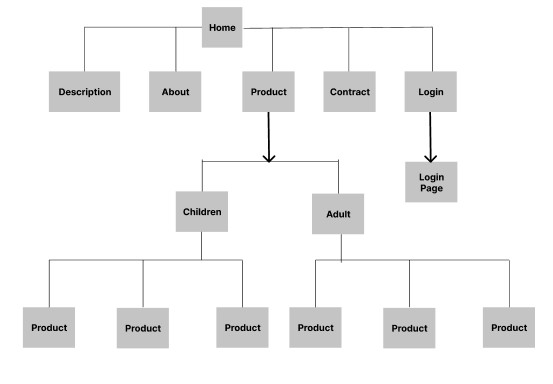 Home
Description
About
Product
Contract
Login
Login
Page
Children
Adult
Product
Product
Product
Product
Product
Product